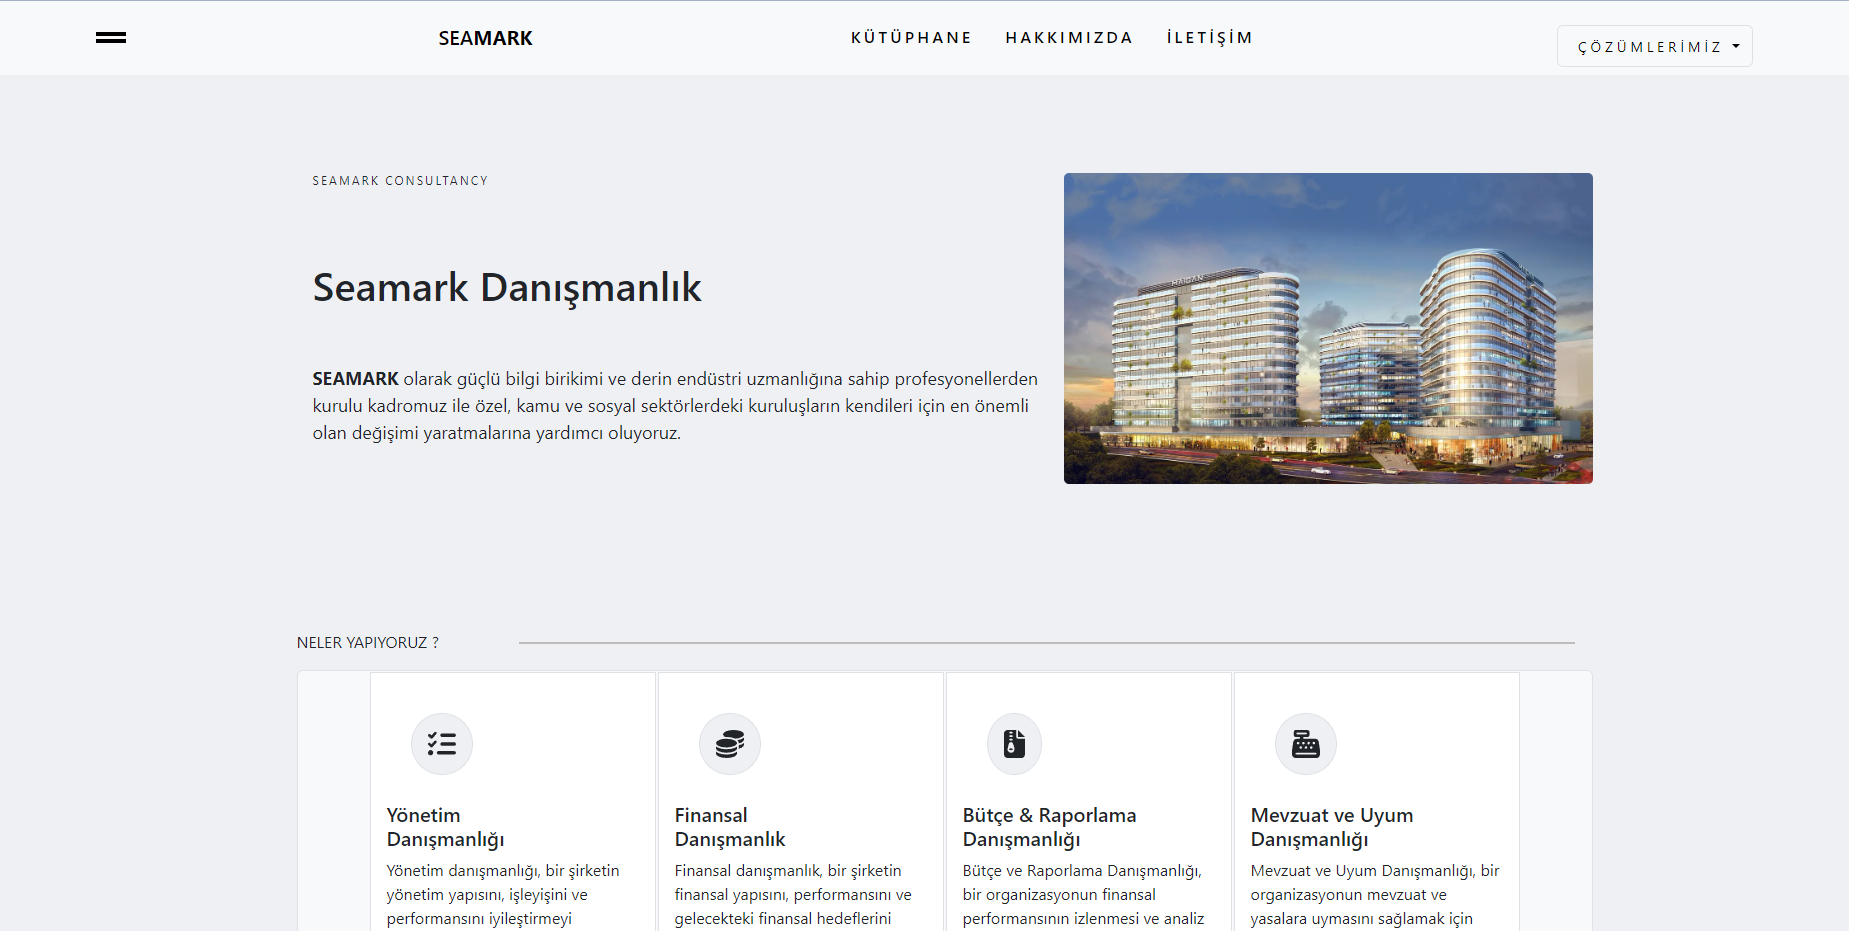 SEAMARK
KÜTÜPHANE
HAKKIMIZDA
İLETİŞİM
ÇÖZÜMLERİMİZ
SEAMARK CONSULTANCY
Seamark Danışmanlık
SEAMARK olarak güçlü bilgi birikimi ve derin endüstri uzmanlığına sahip profesyonellerden
kurulu kadromuz ile özel, kamu ve sosyal sektörlerdeki kuruluşların kendileri için en önemli
olan değişimi yaratmalarına yardımcı oluyoruz.
NELER YAPIYORUZ ?
Yönetim
Danışmanlığı
Yönetim danışmanlığı, bir şirketin
yönetim yapısını, işleyişini ve
performansını iyileştirmeyi
Finansal
Danışmanlık
Finansal danışmanlık, bir şirketin
finansal yapısını, performansını ve
gelecekteki finansal hedeflerini
Bütçe & Raporlama
Danışmanlığı
Bütçe ve Raporlama Danışmanlığı,
bir organizasyonun finansal
performansının izlenmesi ve analiz
Mevzuat ve Uyum
Danışmanlığı
Mevzuat ve Uyum Danışmanlığı, bir
organizasyonun mevzuat ve
yasalara uymasını sağlamak için